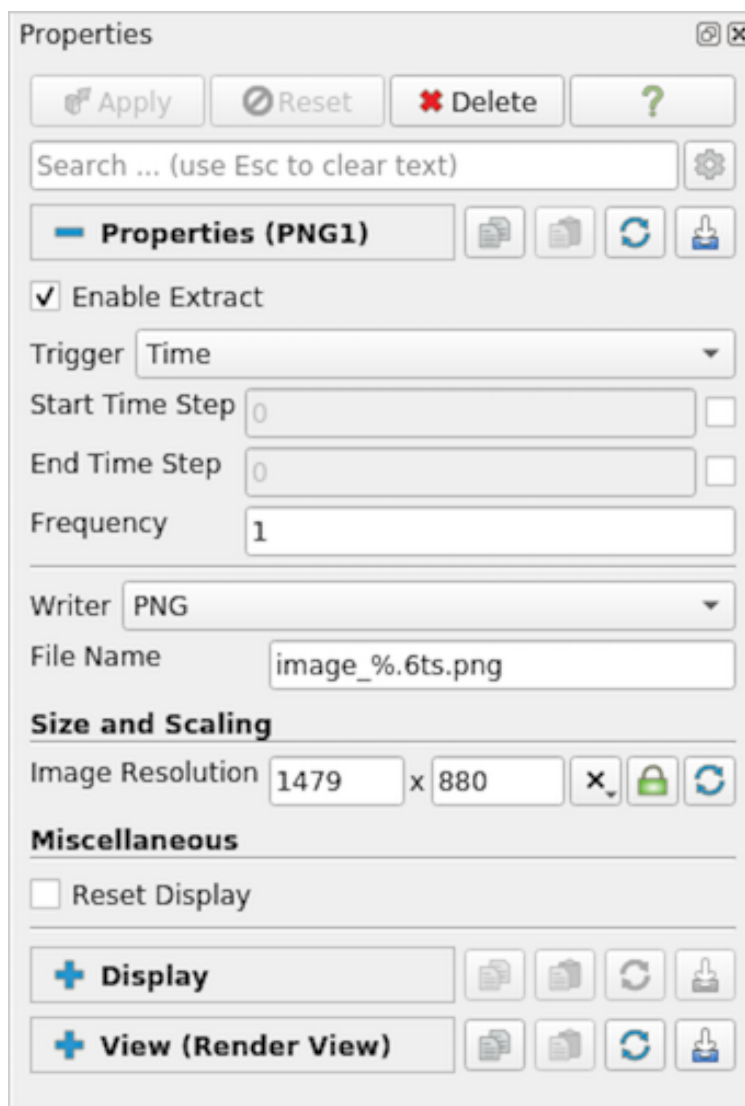 Properties
Apply Reset Delete ?
Search ... (use Esc to clear text)
Properties (PNG1)
Enable Extract
Trigger Time
Start Time Step 0
End Time Step 0
Frequency 1
Writer PNG
File Name image_%.6ts.png
Size and Scaling
Image Resolution 1479 x 880
Miscellaneous
Reset Display
Display
View (Render View)